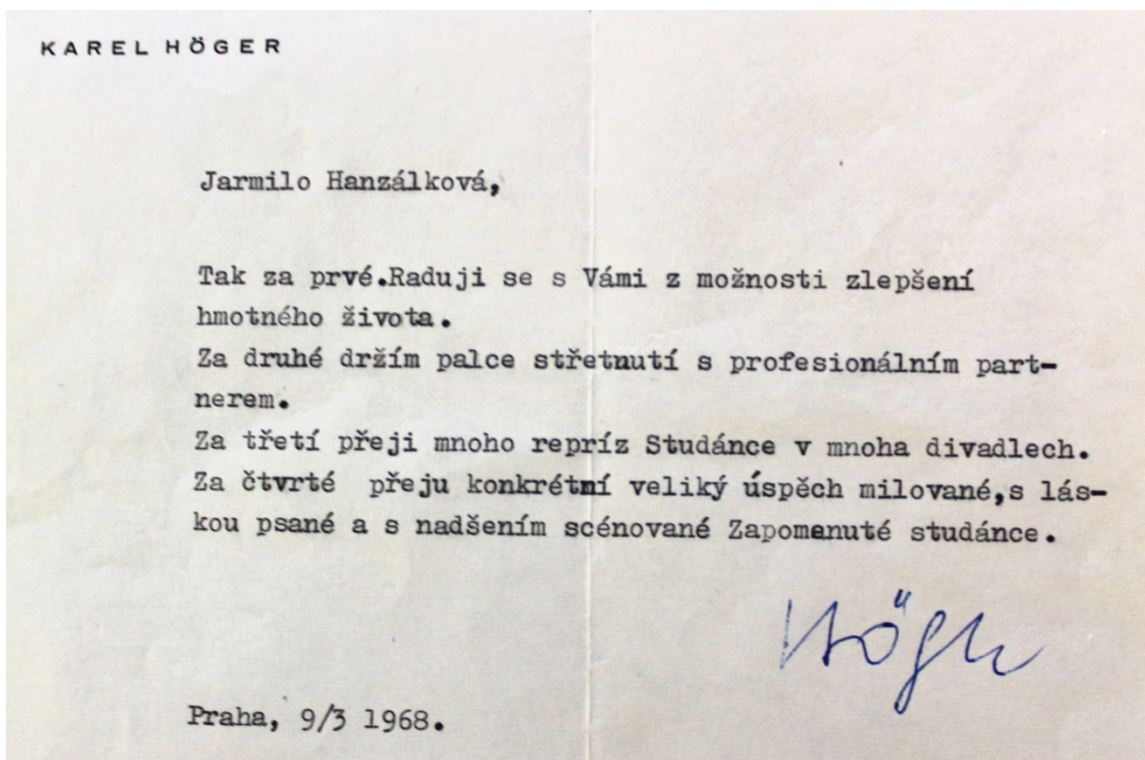 KAREL HÖGER
Jarmilo Hanzálková,
Tak za prvé.Raduji se s Vámi z možnosti zlepšení
hmotného života.
Za druhé držím palce střetnutí s profesionálním part-
nerem.
Za třetí přeji mnoho repríz Studánce v mnoha divadlech.
Za čtvrté  přeju konkrétní veliký úspěch milované,s lás-
kou psané a s nadšením scénované Zapomenuté studánce.
Höger
Praha, 9/3 1968.